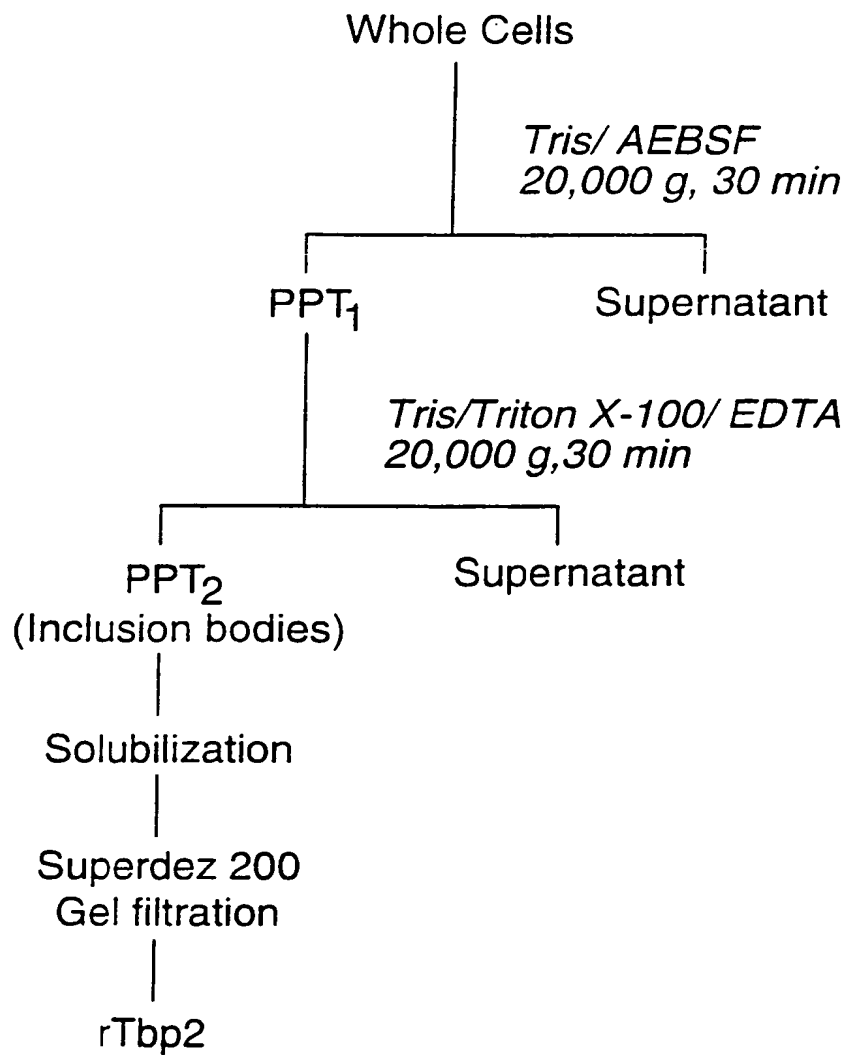 Whole Cells
Tris/ AEBSF
20,000 g, 30 min
PPT1
Supernatant
Tris/Triton X-100/ EDTA
20,000 g,30 min
PPT2
Supernatant
(Inclusion bodies)
Solubilization
Superdez 200
Gel filtration
rTbp2